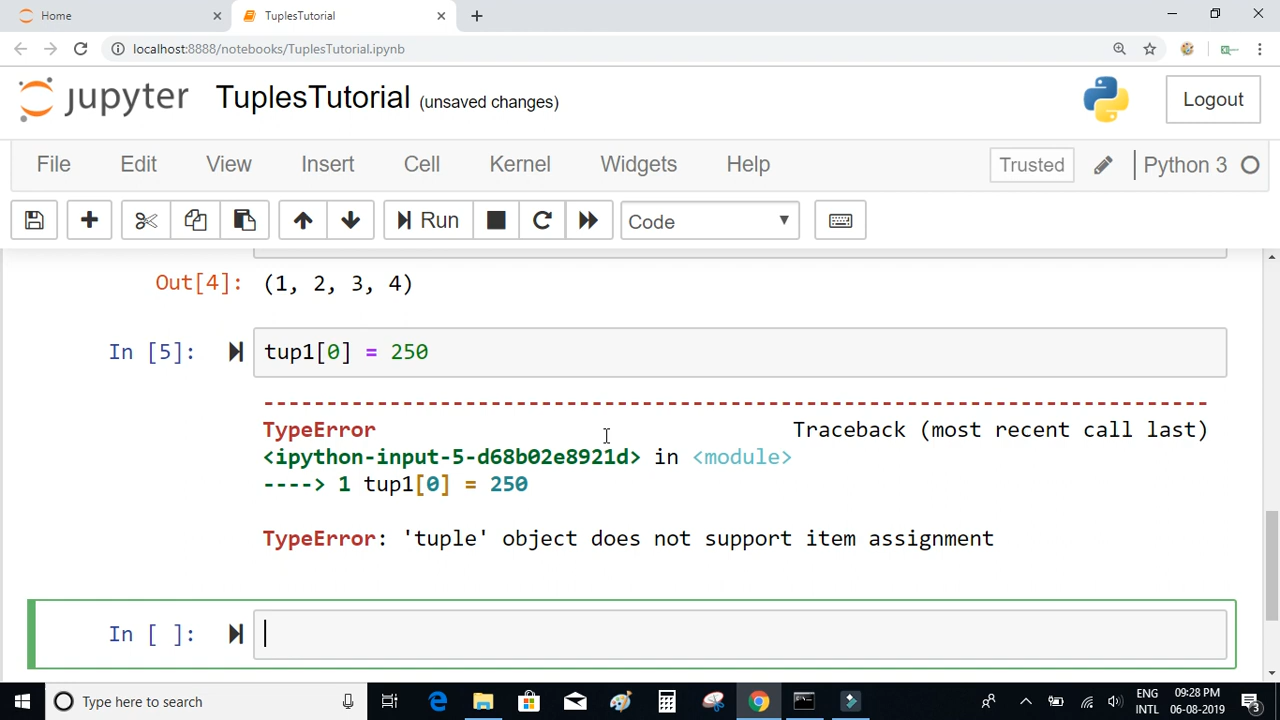 Home
TuplesTutorial
localhost:8888/notebooks/TuplesTutorial.ipynb
jupyter TuplesTutorial (unsaved changes)
Logout
File Edit View Insert Cell Kernel Widgets Help
Trusted
Python 3
Run
Code
Out[4]: (1, 2, 3, 4)
In [5]: tup1[0] = 250
---------------------------------------------------------------------------
TypeError Traceback (most recent call last)
<ipython-input-5-d68b02e8921d> in <module>
----> 1 tup1[0] = 250
TypeError: 'tuple' object does not support item assignment
In [ ]:
Type here to search
ENG
INTL
09:28 PM
06-08-2019
3